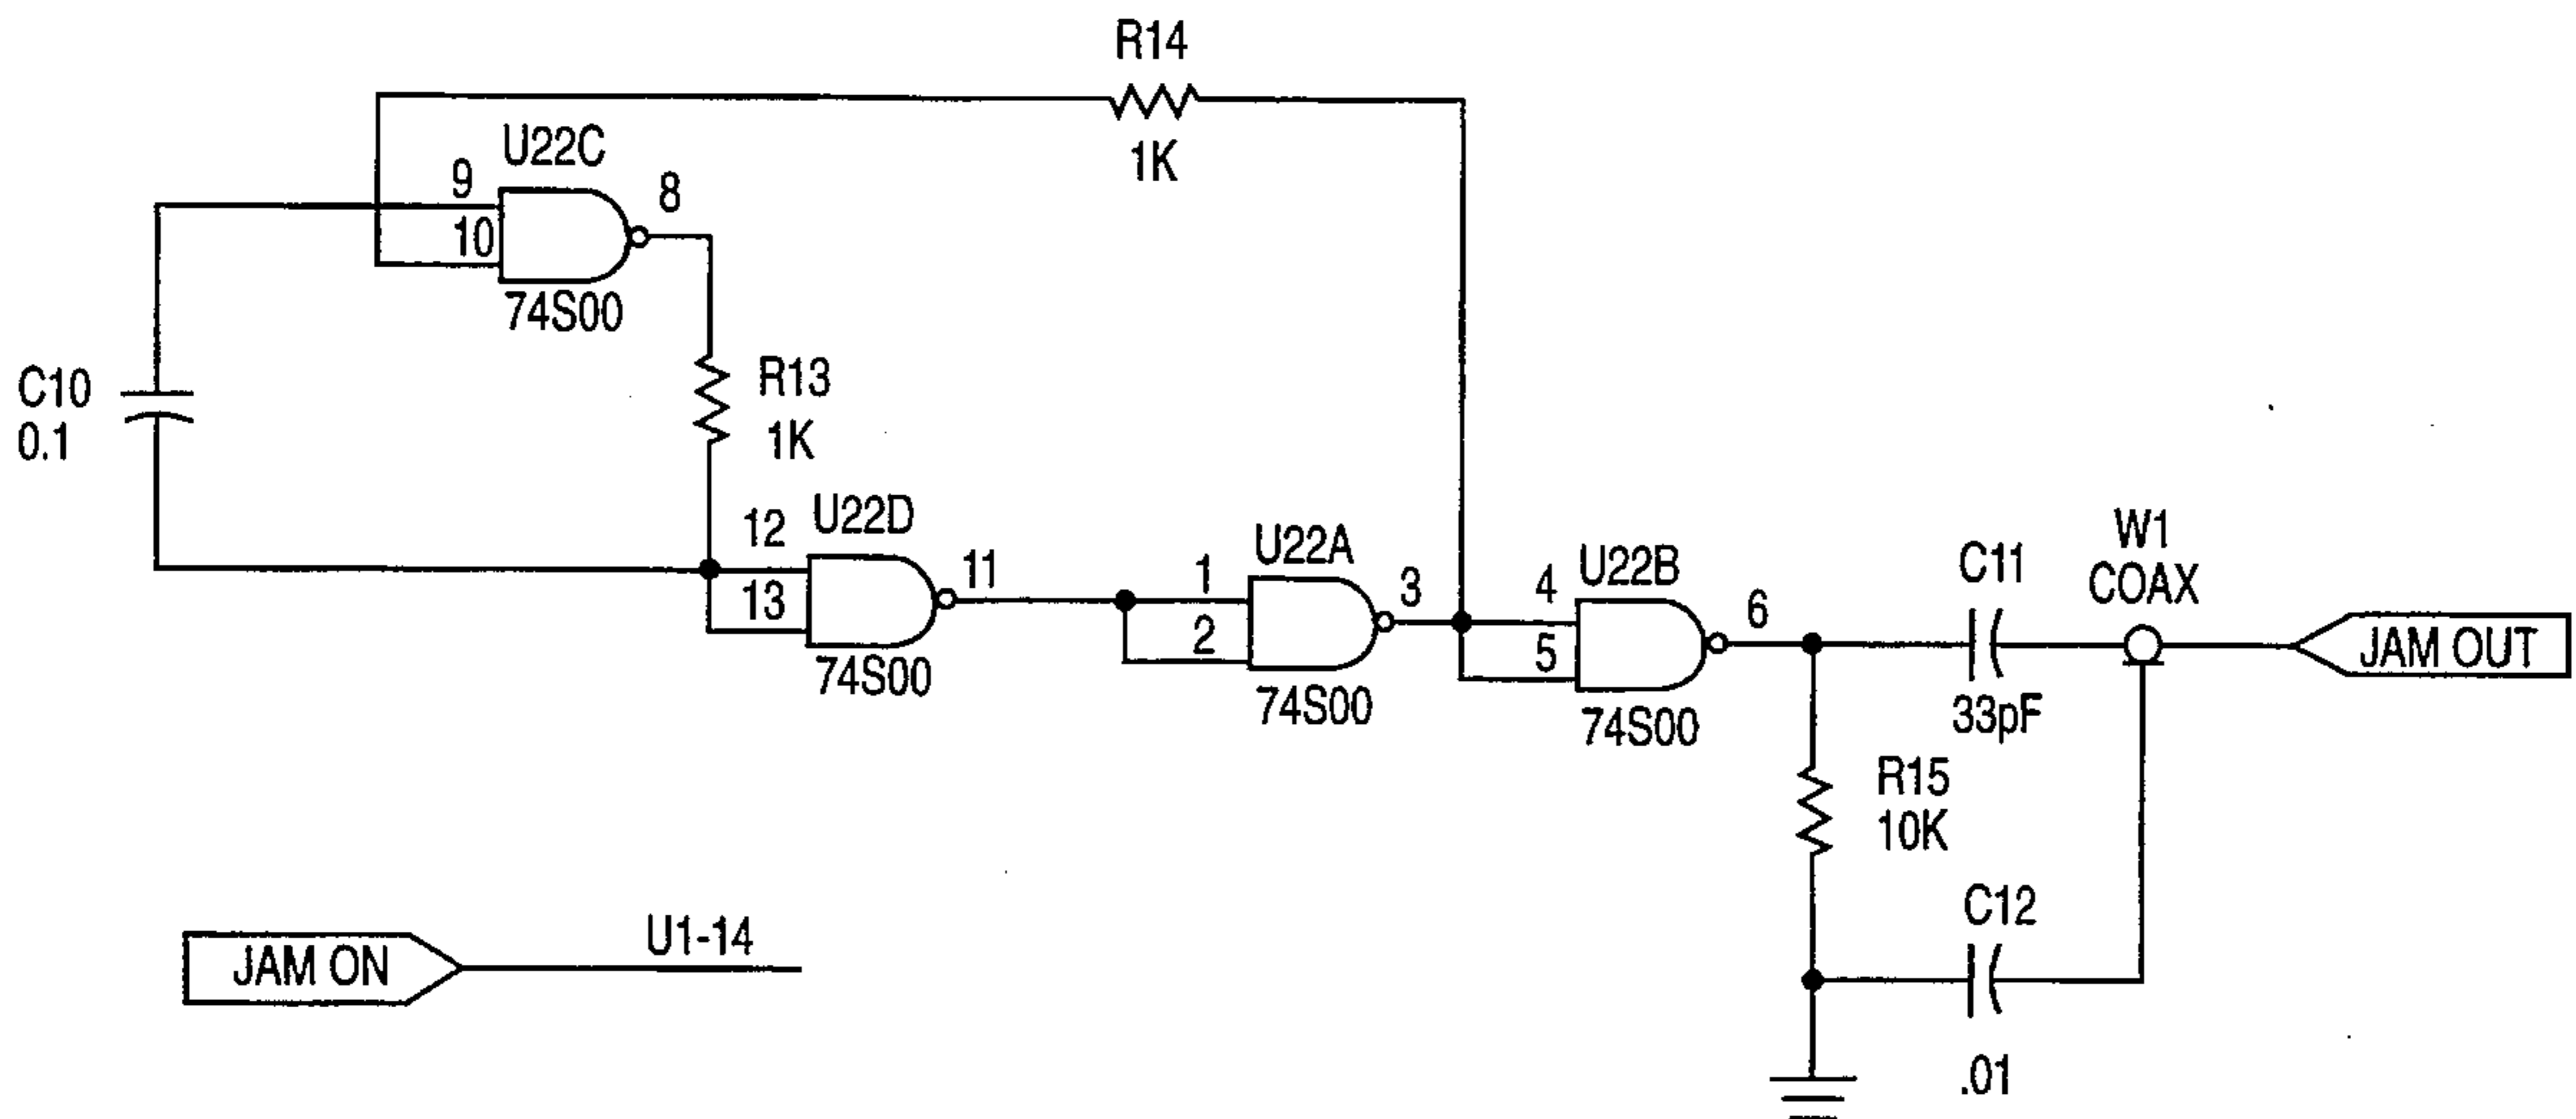 R14
1K
U22C
9
10
8
74S00
C10
0.1
R13
1K
12
13
U22D
11
74S00
1
2
U22A
3
74S00
4
5
U22B
6
74S00
C11
33pF
W1
COAX
JAM OUT
R15
10K
C12
.01
JAM ON
U1-14